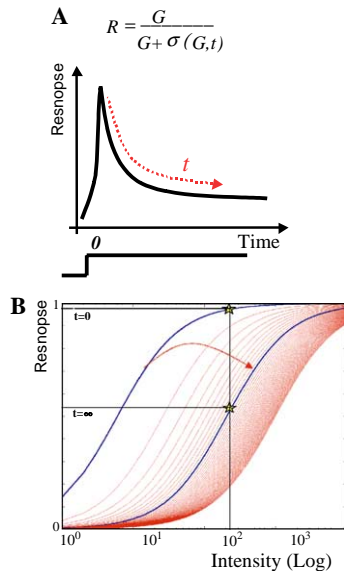 A
R = G
G+ σ(G,t)
Resnopse
t
0
Time
B
1
t=0
Resnopse
t=∞
0
10^0 10^1 10^2 10^3
Intensity (Log)